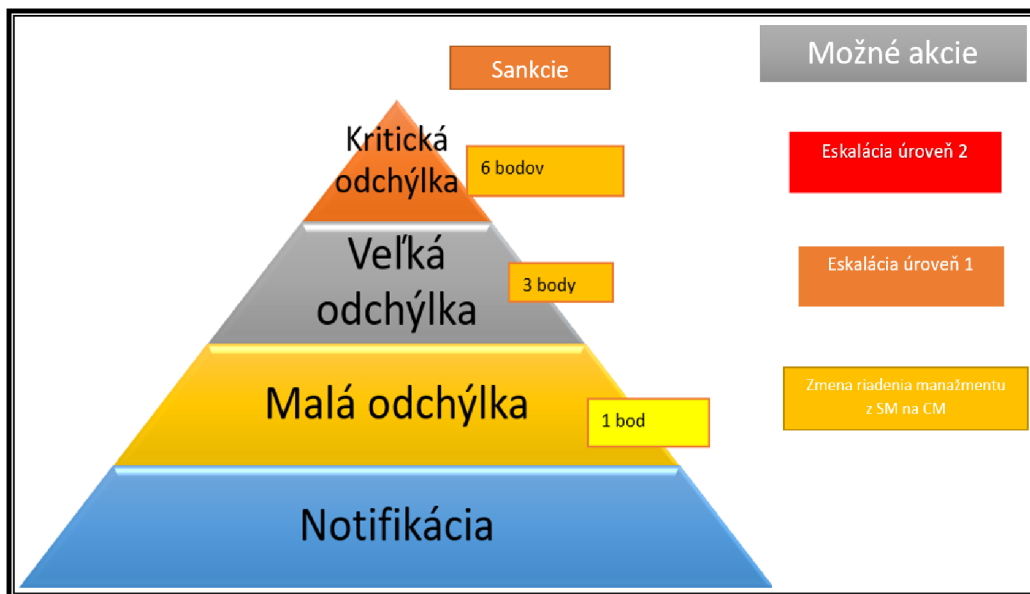 Sankcie
Možné akcie
Kritická
odchýlka
6 bodov
Eskalácia úroveň 2
Veľká
odchýlka
3 body
Eskalácia úroveň 1
Malá odchýlka
1 bod
Zmena riadenia manažmentu
z SM na CM
Notifikácia